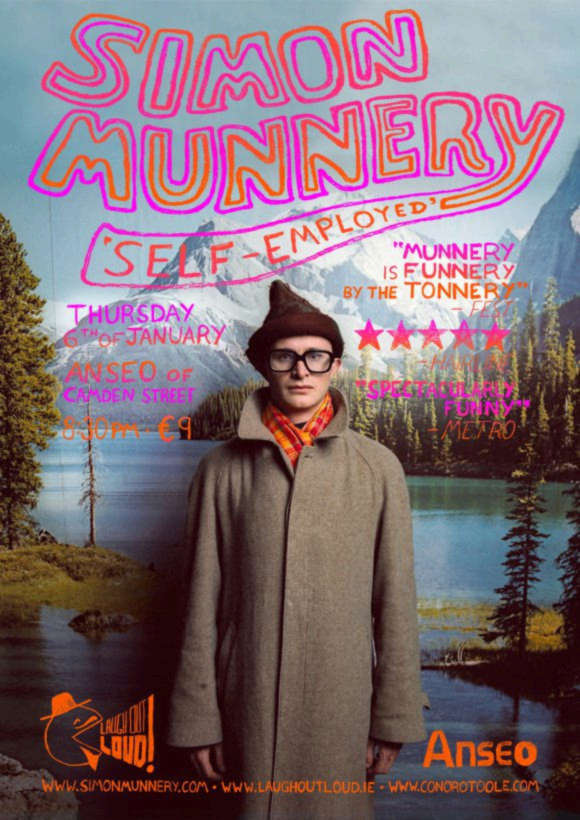 SIMON
MUNNERY
'SELF-EMPLOYED'
THURSDAY
6TH OF JANUARY
ANSEO OF
CAMDEN STREET
8:30PM · €9
"MUNNERY
IS FUNNERY
BY THE TONNERY"
- FEST
"SPECTACULARLY
FUNNY"
- METRO
LAUGH OUT
LOUD!
ANSEO
WWW.SIMONMUNNERY.COM · WWW.LAUGHOUTLOUD.IE · WWW.CONOROTOOLE.COM